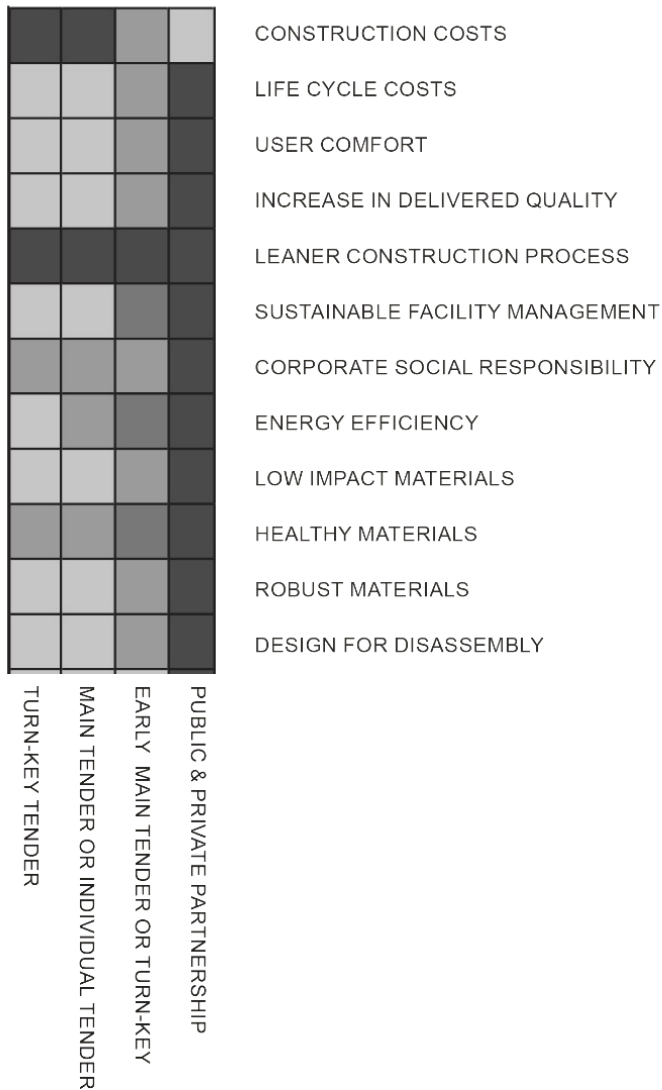 CONSTRUCTION COSTS
LIFE CYCLE COSTS
USER COMFORT
INCREASE IN DELIVERED QUALITY
LEANER CONSTRUCTION PROCESS
SUSTAINABLE FACILITY MANAGEMENT
CORPORATE SOCIAL RESPONSIBILITY
ENERGY EFFICIENCY
LOW IMPACT MATERIALS
HEALTHY MATERIALS
ROBUST MATERIALS
DESIGN FOR DISASSEMBLY
TURN-KEY TENDER
MAIN TENDER OR INDIVIDUAL TENDER
EARLY MAIN TENDER OR TURN-KEY
PUBLIC & PRIVATE PARTNERSHIP